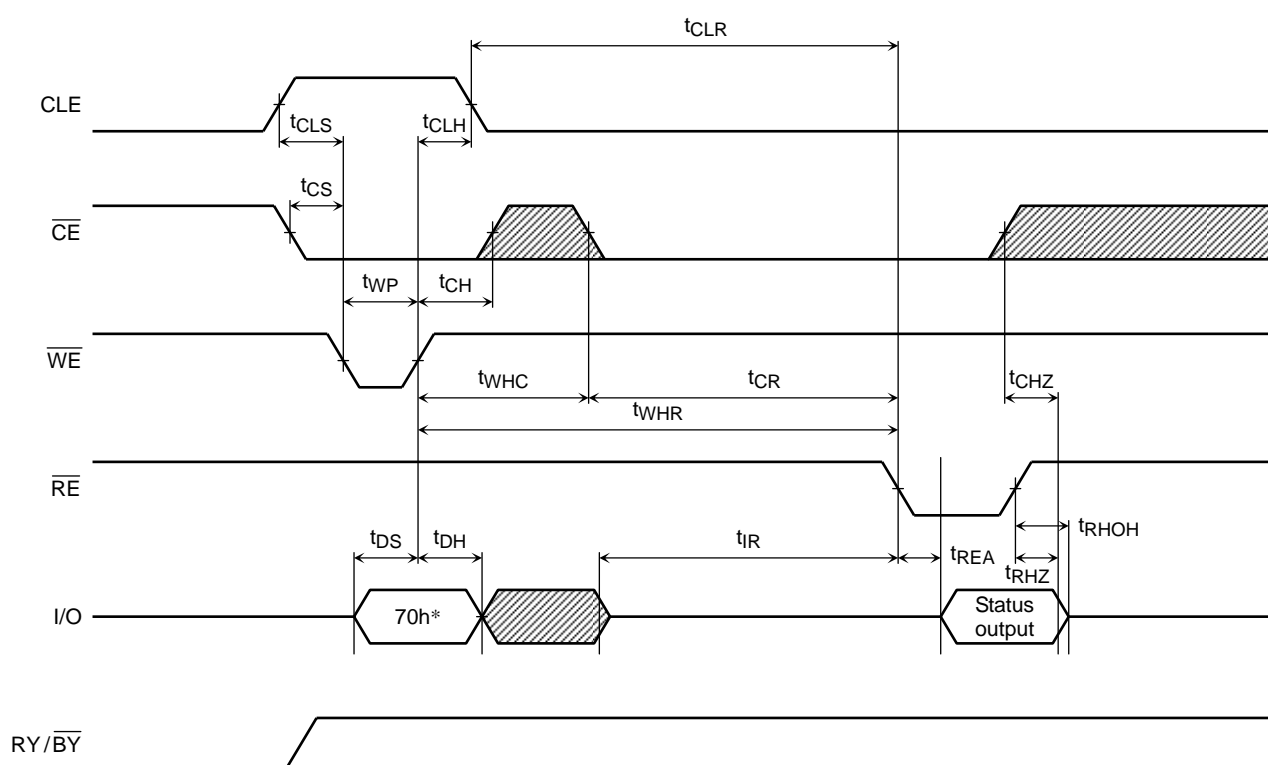 tCLR
CLE
tCLS
tCLH
tCS
CE
tWP
tCH
WE
tWHC
tCR
tCHZ
tWHR
RE
tDS
tDH
tIR
tREA
tRHOH
tRHZ
I/O
70h*
Status
output
RY/BY